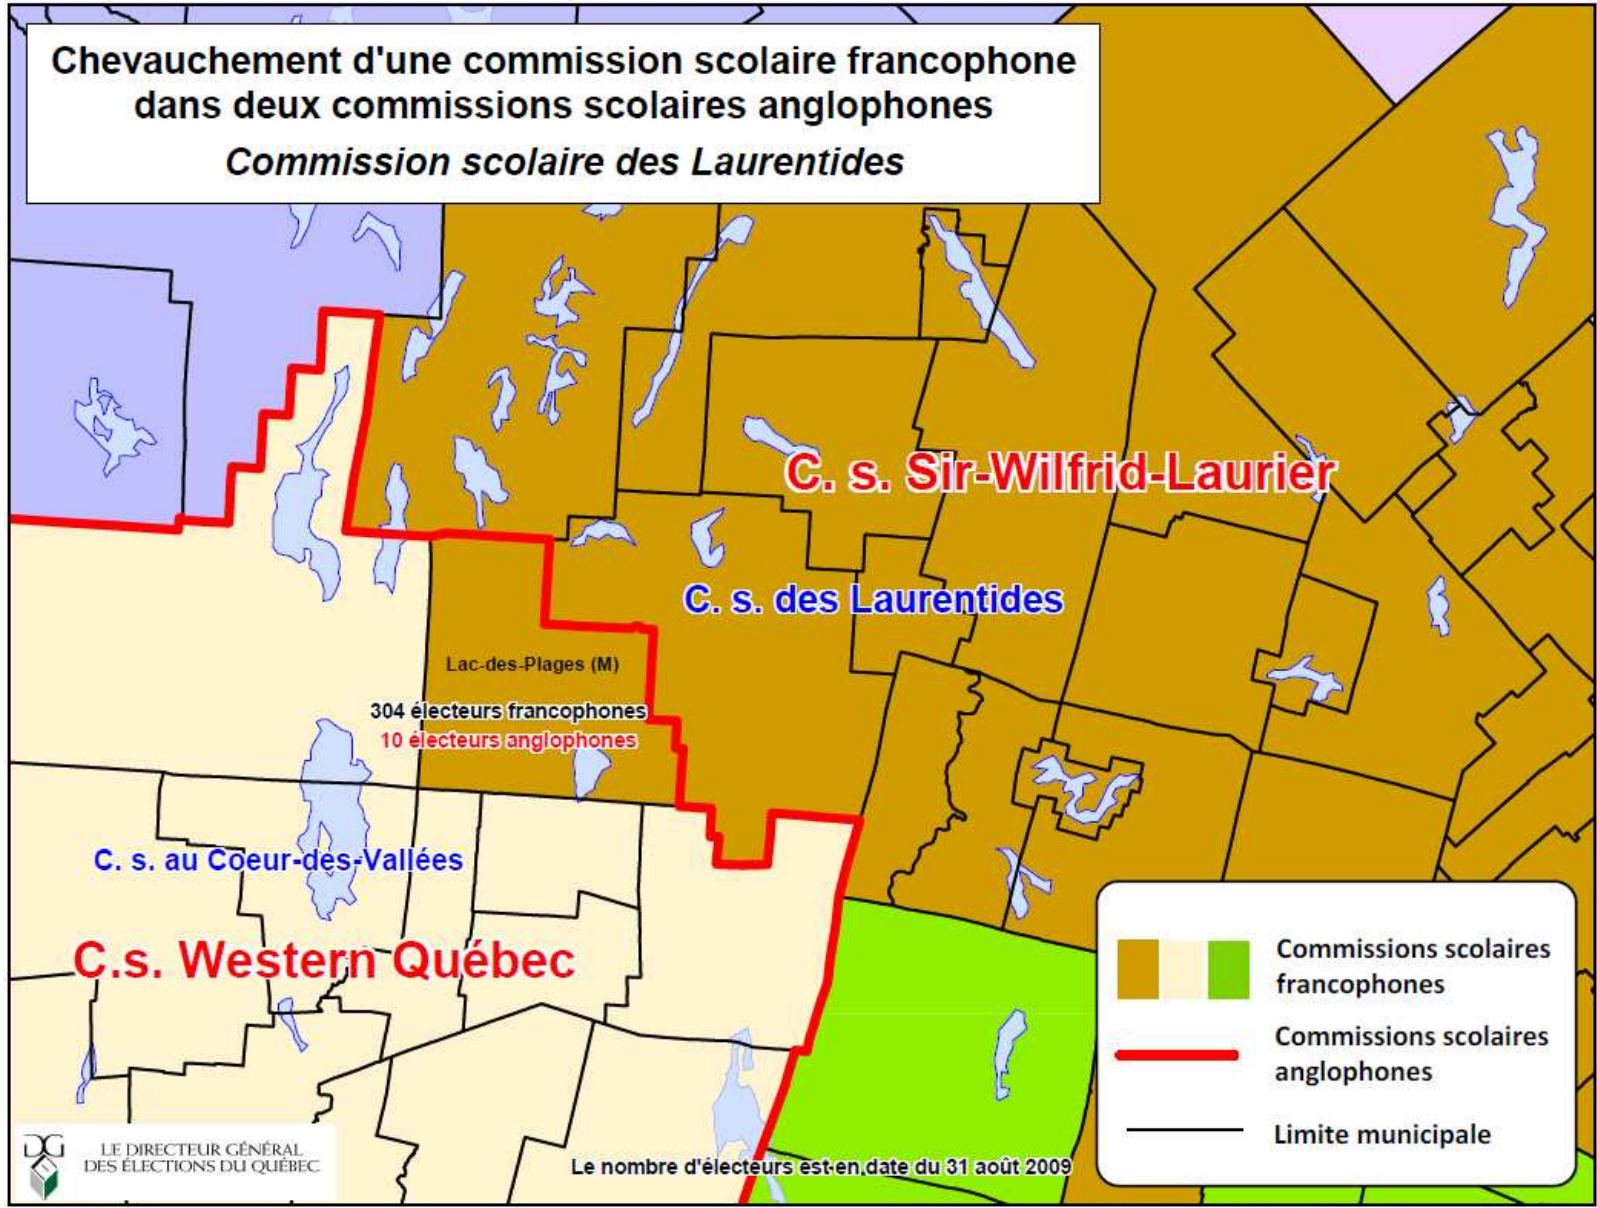 Chevauchement d'une commission scolaire francophone
dans deux commissions scolaires anglophones
Commission scolaire des Laurentides
C. s. Sir-Wilfrid-Laurier
C. s. des Laurentides
Lac-des-Plages (M)
304 électeurs francophones
10 électeurs anglophones
C. s. au Coeur-des-Vallées
C.s. Western Québec
Commissions scolaires
francophones
Commissions scolaires
anglophones
Limite municipale
DG
LE DIRECTEUR GÉNÉRAL
DES ÉLECTIONS DU QUÉBEC
Le nombre d'électeurs est en date du 31 août 2009